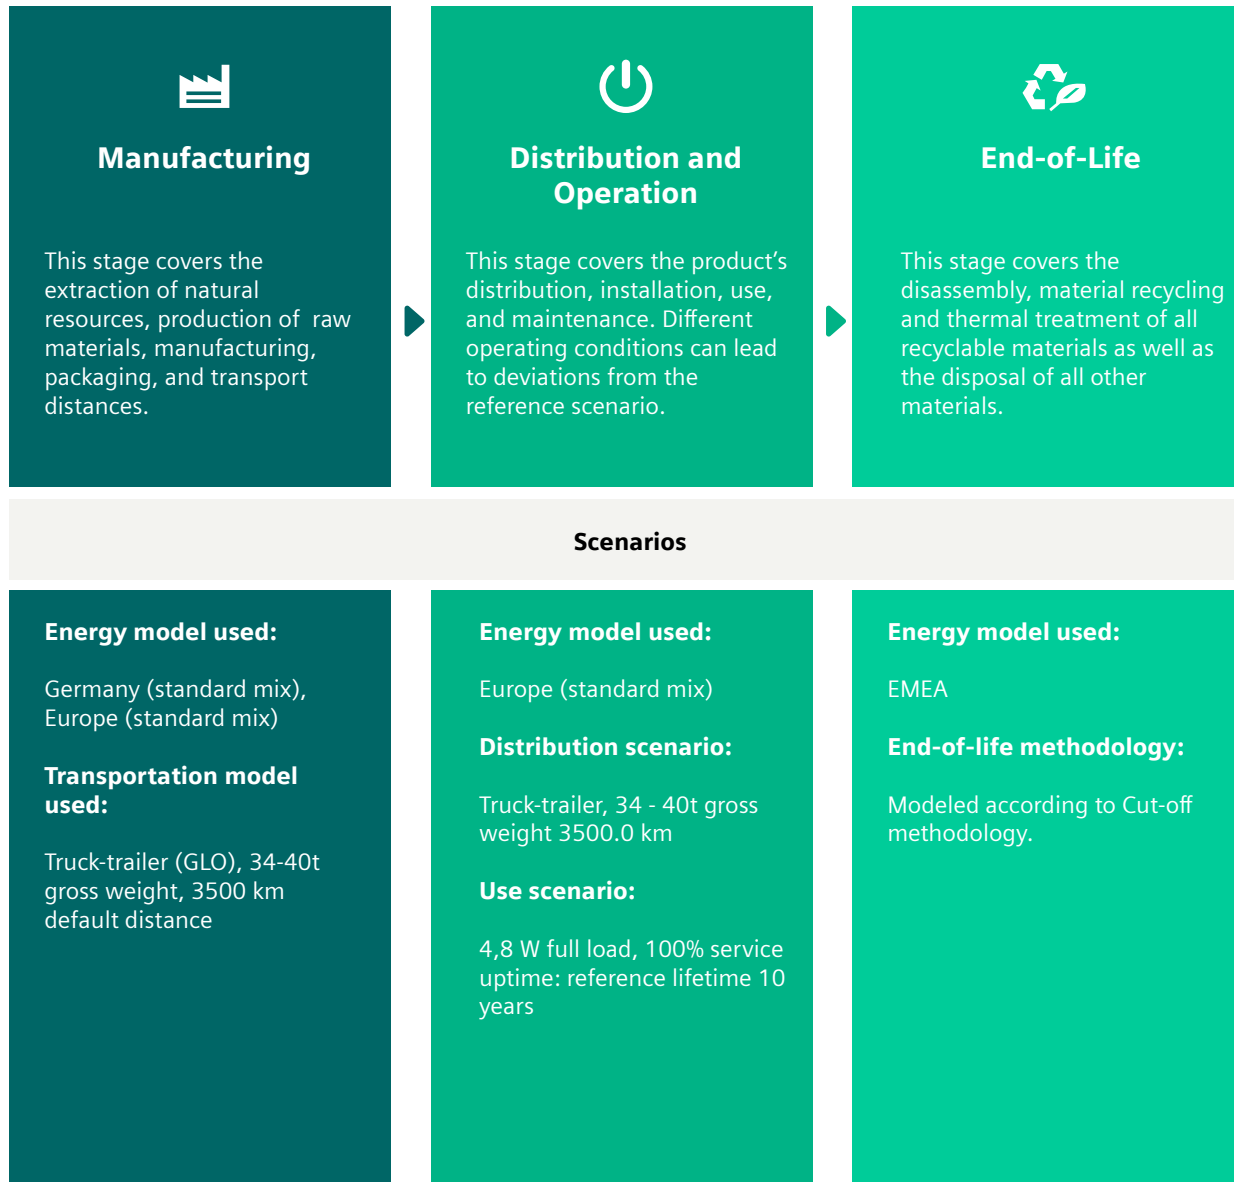 Manufacturing
This stage covers the
extraction of natural
resources, production of  raw
materials, manufacturing,
packaging, and transport
distances.
Distribution and
Operation
This stage covers the product’s
distribution, installation, use,
and maintenance. Different
operating conditions can lead
to deviations from the
reference scenario.
End-of-Life
This stage covers the
disassembly, material recycling
and thermal treatment of all
recyclable materials as well as
the disposal of all other
materials.
Scenarios
Energy model used:
Germany (standard mix),
Europe (standard mix)
Transportation model
used:
Truck-trailer (GLO), 34-40t
gross weight, 3500 km
default distance
Energy model used:
Europe (standard mix)
Distribution scenario:
Truck-trailer, 34 - 40t gross
weight 3500.0 km
Use scenario:
4,8 W full load, 100% service
uptime: reference lifetime 10
years
Energy model used:
EMEA
End-of-life methodology:
Modeled according to Cut-off
methodology.